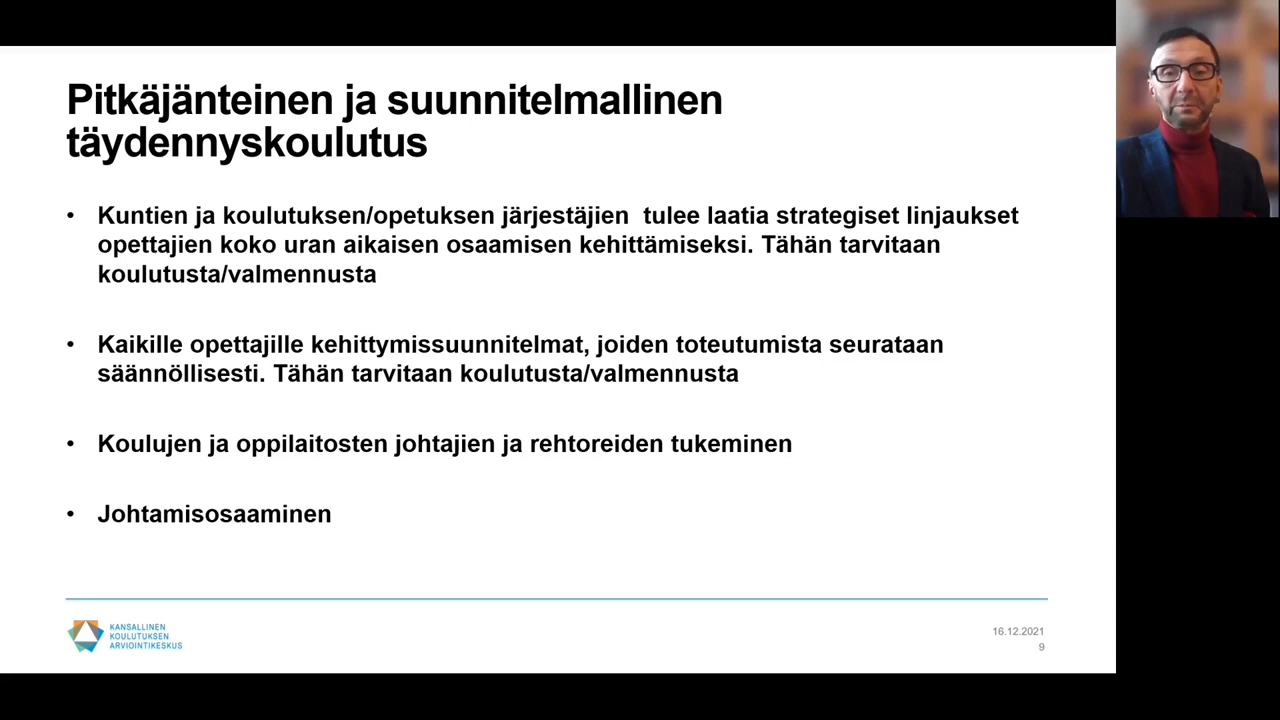 Pitkäjänteinen ja suunnitelmallinen
täydennyskoulutus
• Kuntien ja koulutuksen/opetuksen järjestäjien  tulee laatia strategiset linjaukset
opettajien koko uran aikaisen osaamisen kehittämiseksi. Tähän tarvitaan
koulutusta/valmennusta
• Kaikille opettajille kehittymissuunnitelmat, joiden toteutumista seurataan
säännöllisesti. Tähän tarvitaan koulutusta/valmennusta
• Koulujen ja oppilaitosten johtajien ja rehtoreiden tukeminen
• Johtamisosaaminen
KANSALLINEN
KOULUTUKSEN
ARVIOINTIKESKUS
16.12.2021
9